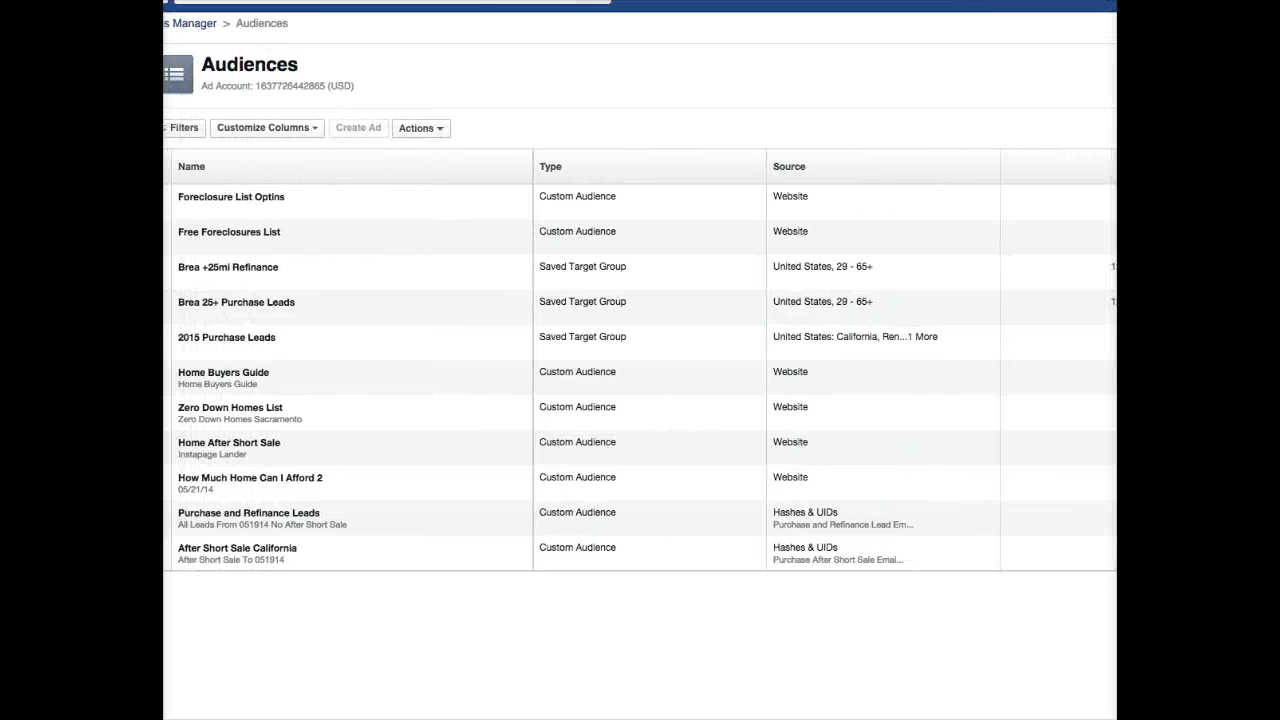 s Manager > Audiences
Audiences
Ad Account: 1637726442865 (USD)
Filters Customize Columns Create Ad Actions
Name Type Source
Foreclosure List Optins Custom Audience Website
Free Foreclosures List Custom Audience Website
Brea +25mi Refinance Saved Target Group United States, 29 - 65+
Brea 25+ Purchase Leads Saved Target Group United States, 29 - 65+
2015 Purchase Leads Saved Target Group United States: California, Ren...1 More
Home Buyers Guide Custom Audience Website
Home Buyers Guide
Zero Down Homes List Custom Audience Website
Zero Down Homes Sacramento
Home After Short Sale Custom Audience Website
Instapage Lander
How Much Home Can I Afford 2 Custom Audience Website
05/21/14
Purchase and Refinance Leads Custom Audience Hashes & UIDs
All Leads From 051914 No After Short Sale Purchase and Refinance Lead Em...
After Short Sale California Custom Audience Hashes & UIDs
After Short Sale To 051914 Purchase After Short Sale Emai...